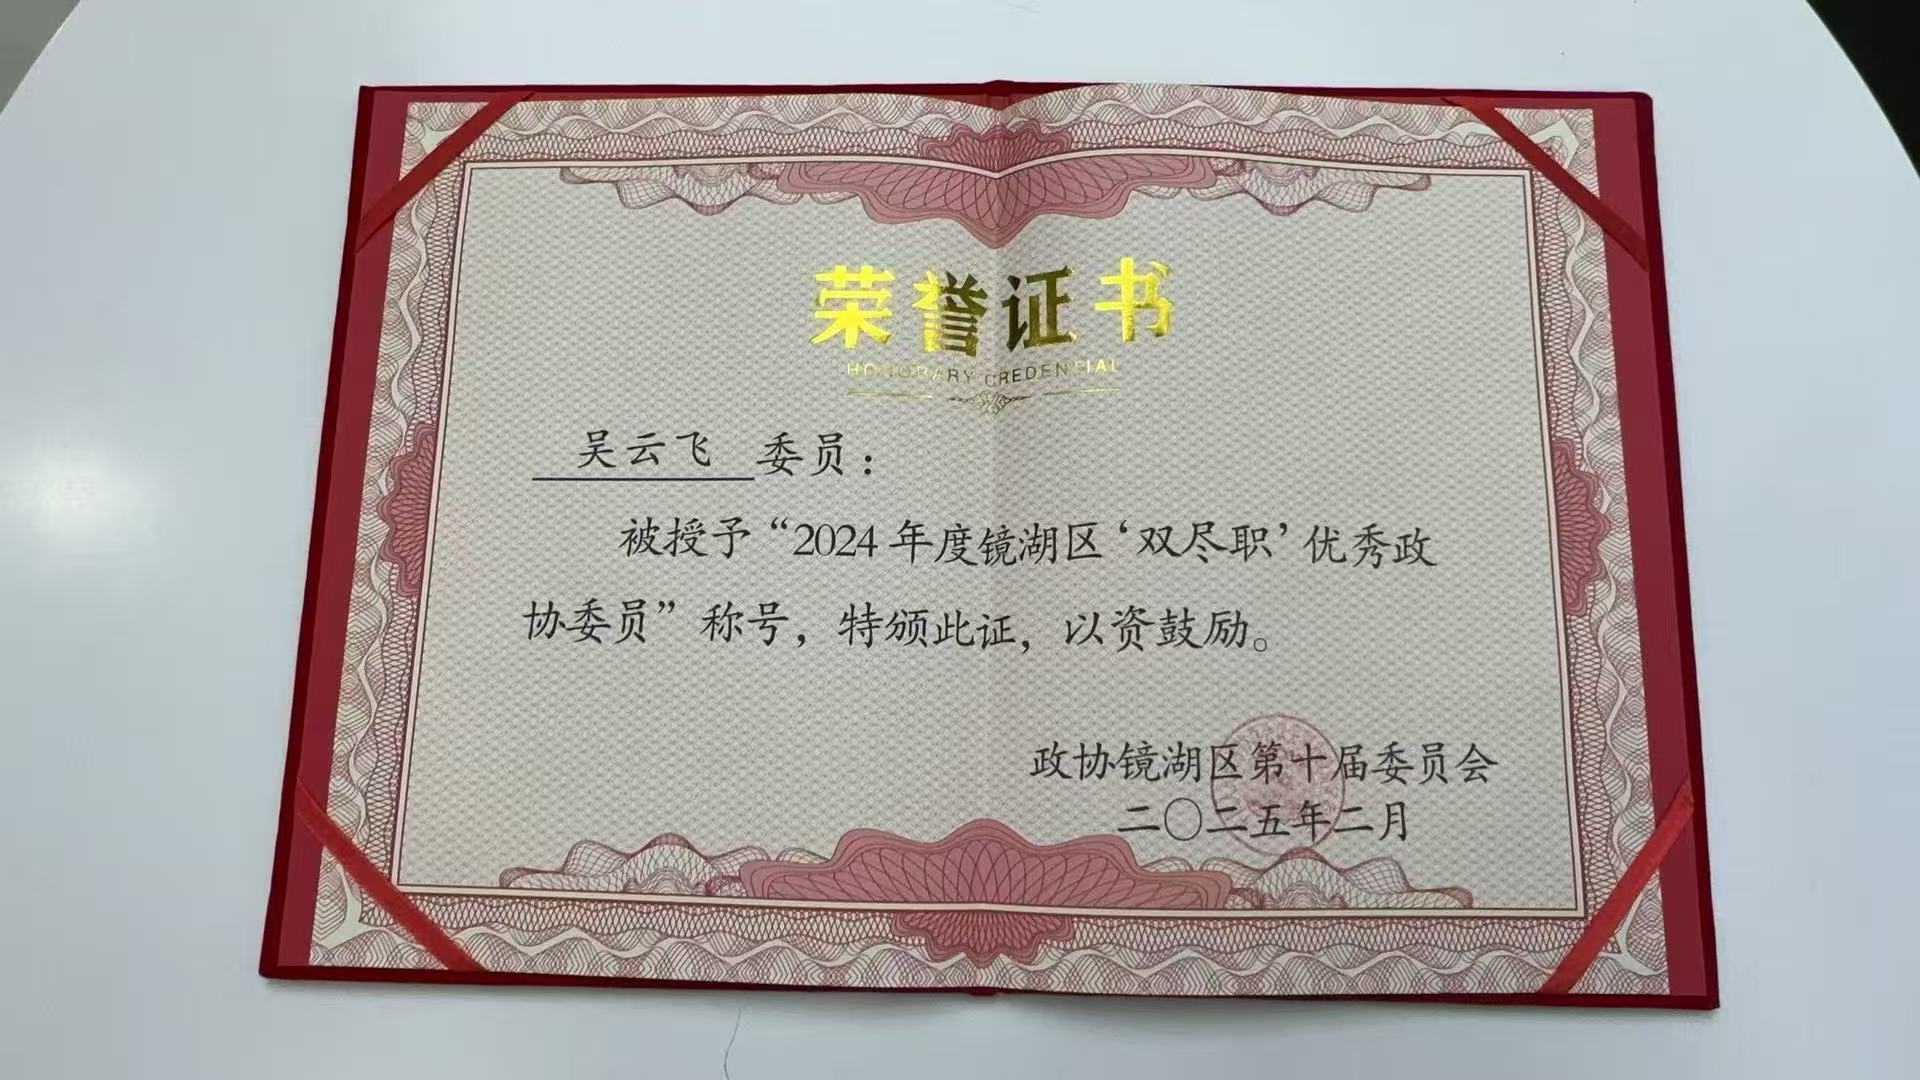 荣誉证书
HONORARY CREDENTIAL
吴云飞 委员：
被授予“2024年度镜湖区‘双尽职’优秀政
协委员”称号，特颁此证，以资鼓励。
政协镜湖区第十届委员会
二〇二五年二月